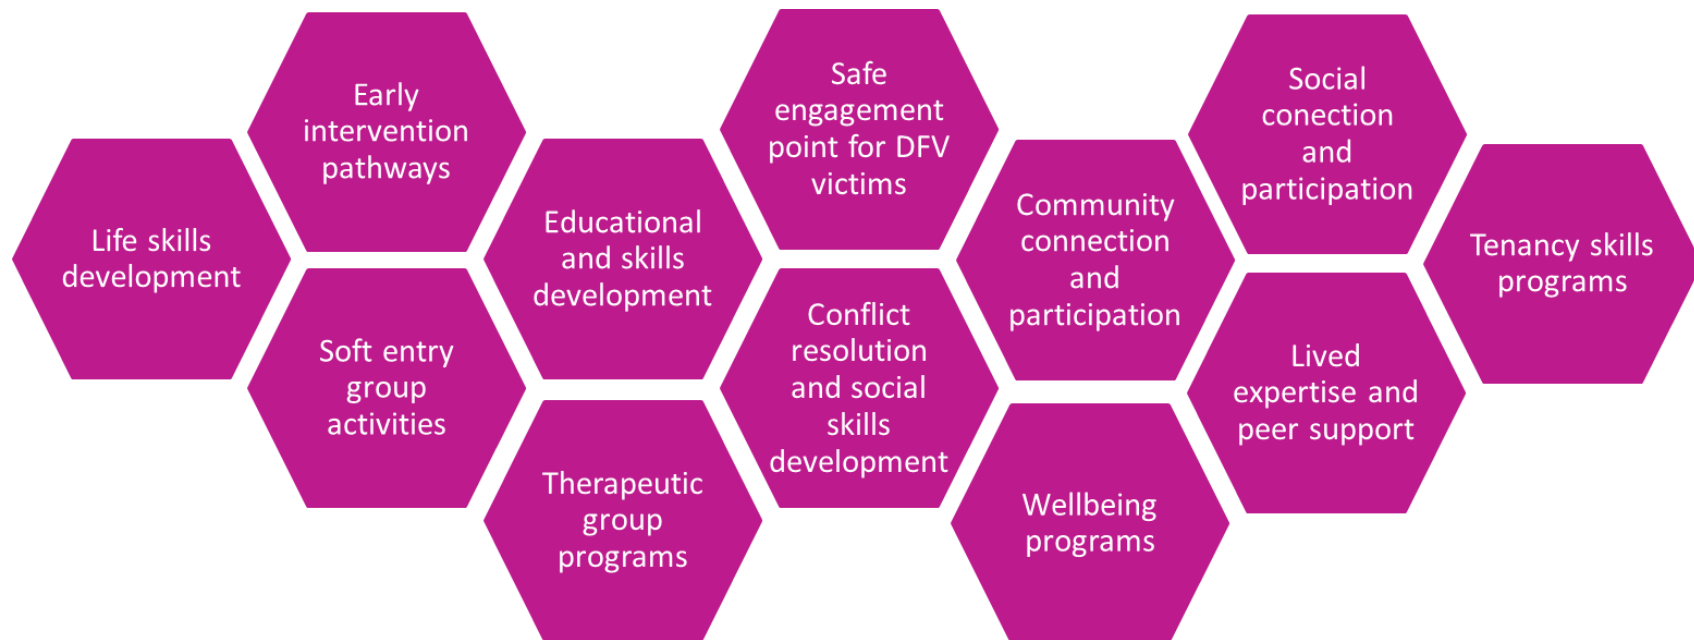 Life skills
development
Early
intervention
pathways
Soft entry
group
activities
Educational
and skills
development
Therapeutic
group
programs
Safe
engagement
point for DFV
victims
Conflict
resolution
and social
skills
development
Community
connection
and
participation
Wellbeing
programs
Social
conection
and
participation
Lived
expertise and
peer support
Tenancy skills
programs